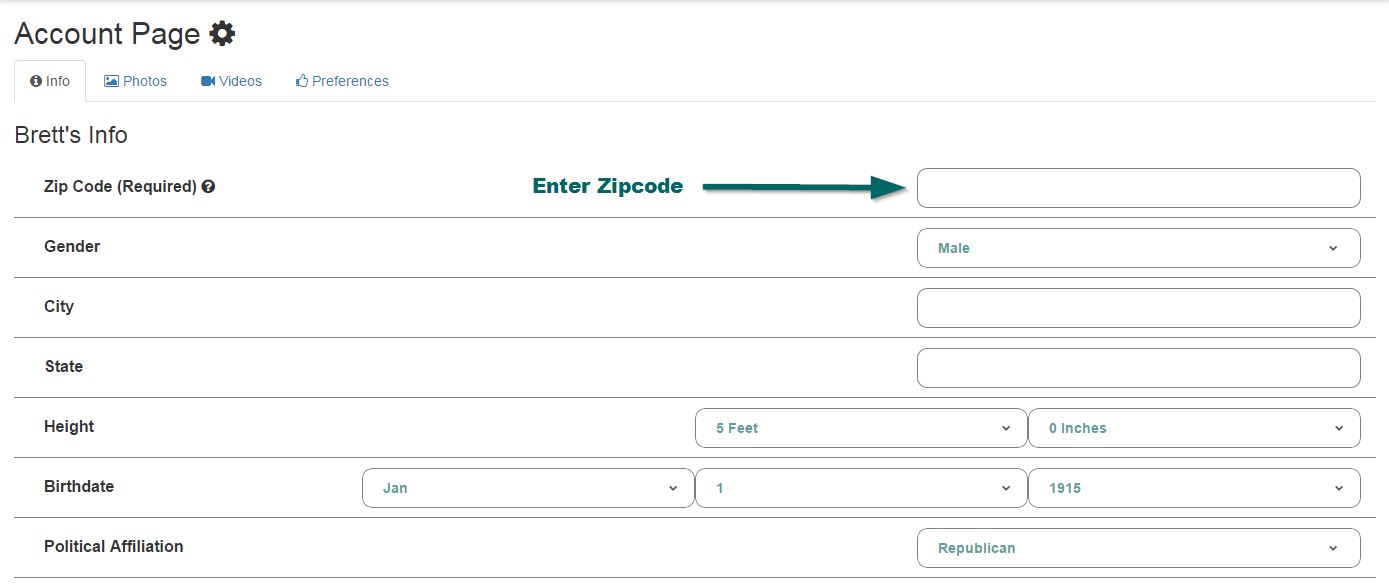 Account Page
Info Photos Videos Preferences
Brett's Info
Zip Code (Required) Enter Zipcode
Gender Male
City
State
Height 5 Feet 0 Inches
Birthdate Jan 1 1915
Political Affiliation Republican